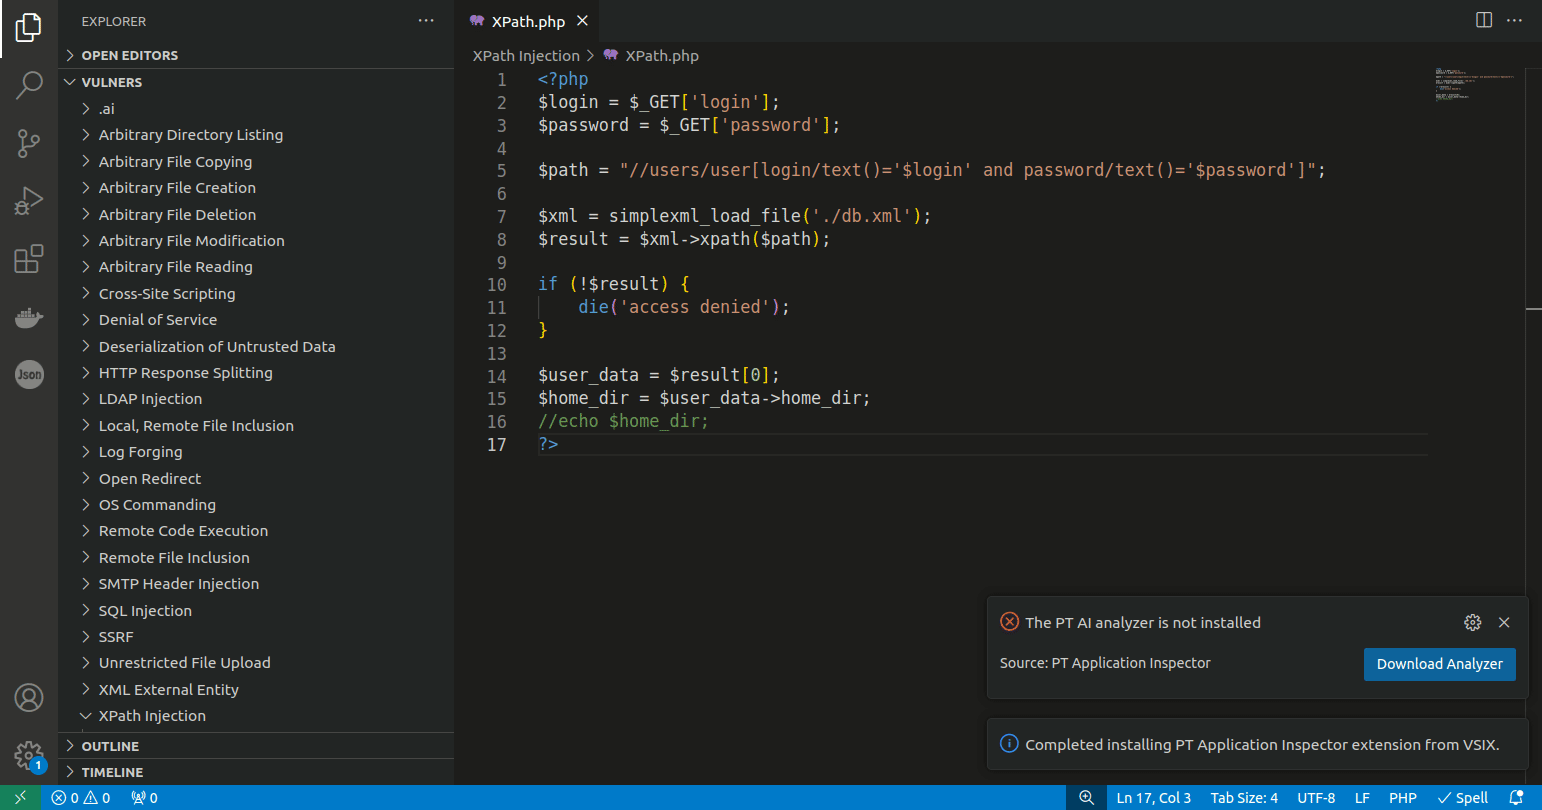 EXPLORER
OPEN EDITORS
VULNERS
.ai
Arbitrary Directory Listing
Arbitrary File Copying
Arbitrary File Creation
Arbitrary File Deletion
Arbitrary File Modification
Arbitrary File Reading
Cross-Site Scripting
Denial of Service
Deserialization of Untrusted Data
HTTP Response Splitting
LDAP Injection
Local, Remote File Inclusion
Log Forging
Open Redirect
OS Commanding
Remote Code Execution
Remote File Inclusion
SMTP Header Injection
SQL Injection
SSRF
Unrestricted File Upload
XML External Entity
XPath Injection
OUTLINE
TIMELINE
Json
1
XPath.php
XPath Injection > XPath.php
1 <?php
2 $login = $_GET['login'];
3 $password = $_GET['password'];
4
5 $path = "//users/user[login/text()='$login' and password/text()='$password']";
6
7 $xml = simplexml_load_file('./db.xml');
8 $result = $xml->xpath($path);
9
10 if (!$result) {
11     die('access denied');
12 }
13
14 $user_data = $result[0];
15 $home_dir = $user_data->home_dir;
16 //echo $home_dir;
17 ?>
The PT AI analyzer is not installed
Source: PT Application Inspector
Download Analyzer
Completed installing PT Application Inspector extension from VSIX.
0 0 0 Ln 17, Col 3 Tab Size: 4 UTF-8 LF PHP Spell